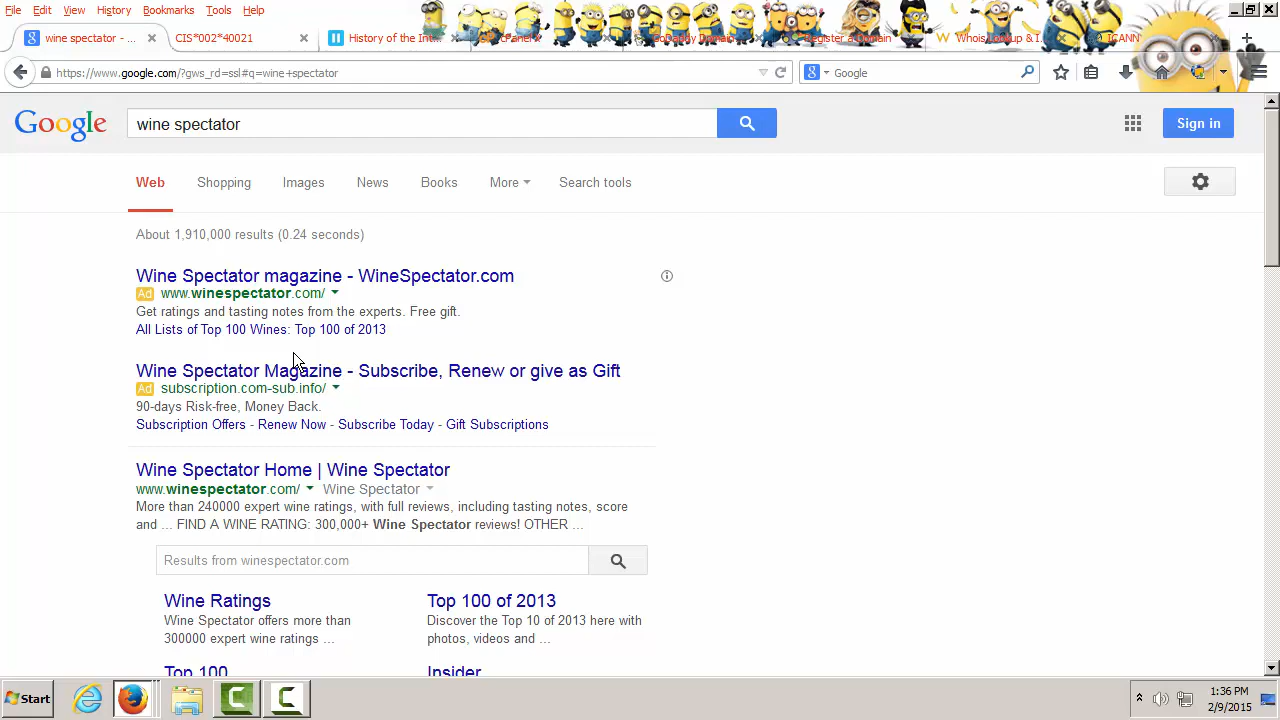 File Edit View History Bookmarks Tools Help
wine spectator - ... × CIS*002*40021 × History of the Inte
Whois Lookup & I ICANN
https://www.google.com/?gws_rd=ssl#q=wine+spectator Google
Google wine spectator Sign in
Web Shopping Images News Books More Search tools
About 1,910,000 results (0.24 seconds)
Wine Spectator magazine - WineSpectator.com
Ad www.winespectator.com/
Get ratings and tasting notes from the experts. Free gift.
All Lists of Top 100 Wines: Top 100 of 2013
Wine Spectator Magazine - Subscribe, Renew or give as Gift
Ad subscription.com-sub.info/
90-days Risk-free, Money Back.
Subscription Offers - Renew Now - Subscribe Today - Gift Subscriptions
Wine Spectator Home | Wine Spectator
www.winespectator.com/ Wine Spectator
More than 240000 expert wine ratings, with full reviews, including tasting notes, score
and ... FIND A WINE RATING: 300,000+ Wine Spectator reviews! OTHER ...
Results from winespectator.com
Wine Ratings Top 100 of 2013
Wine Spectator offers more than Discover the Top 10 of 2013 here with
300000 expert wine ratings ... photos, videos and ...
Top 100 Insider
Start 1:36 PM
2/9/2015